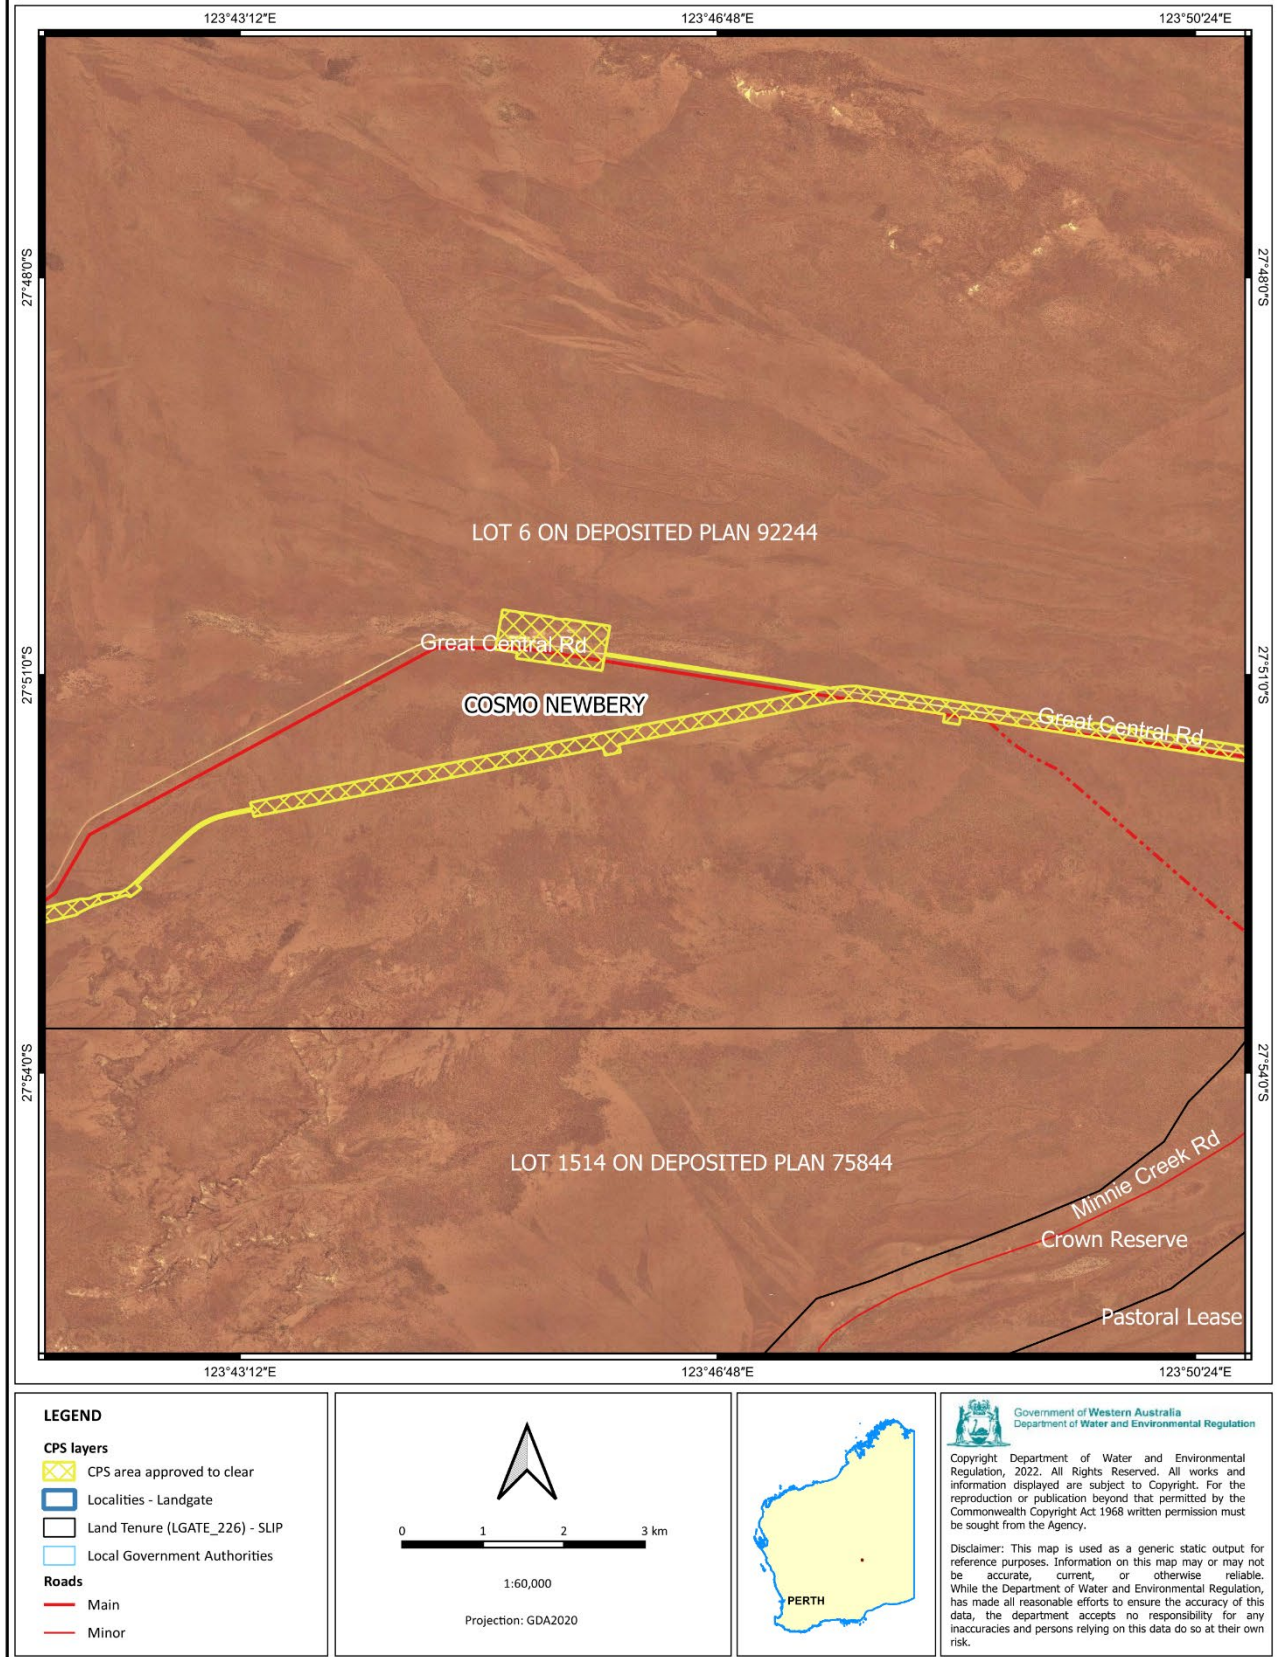 123°43'12"E
123°46'48"E
123°50'24"E
27°48'0"S
27°48'0"S
LOT 6 ON DEPOSITED PLAN 92244
Great Central Rd
27°51'0"S
27°51'0"S
COSMO NEWBERY
Great Central Rd
27°54'0"S
27°54'0"S
LOT 1514 ON DEPOSITED PLAN 75844
Minnie Creek Rd
Crown Reserve
Pastoral Lease
123°43'12"E
123°46'48"E
123°50'24"E
LEGEND
CPS layers
CPS area approved to clear
Localities - Landgate
Land Tenure (LGATE_226) - SLIP
Local Government Authorities
Roads
Main
Minor
0 1 2 3 km
1:60,000
Projection: GDA2020
PERTH
Government of Western Australia
Department of Water and Environmental Regulation
Copyright Department of Water and Environmental
Regulation, 2022. All Rights Reserved. All works and
information displayed are subject to Copyright. For the
reproduction or publication beyond that permitted by the
Commonwealth Copyright Act 1968 written permission must
be sought from the Agency.
Disclaimer: This map is used as a generic static output for
reference purposes. Information on this map may or may not
be accurate, current, or otherwise reliable.
While the Department of Water and Environmental Regulation,
has made all reasonable efforts to ensure the accuracy of this
data, the department accepts no responsibility for any
inaccuracies and persons relying on this data do so at their own
risk.